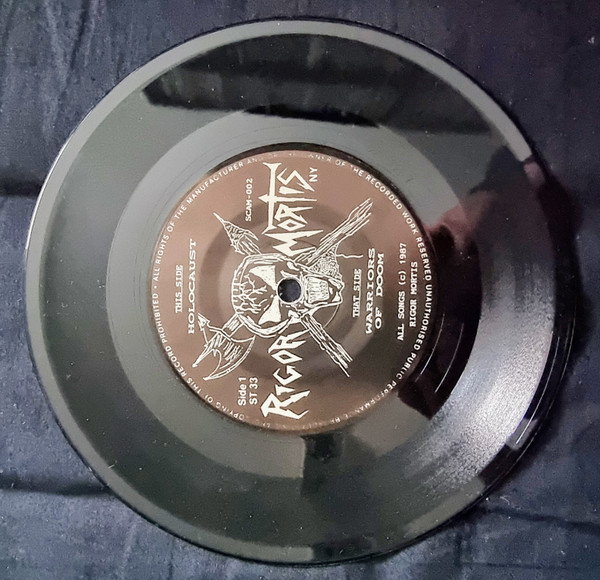 ALL RIGHTS OF THE MANUFACTURER AND
OF THE RECORDED WORK RESERVED UNAUTHORISED PUBLIC PERFORMANCE
COPYING OF THIS RECORD PROHIBITED •
RIGOR MORTIS
NY
SCAM-002
THIS SIDE
HOLOCAUST
Side 1
ST 33
THAT SIDE
WARRIORS
OF DOOM
ALL SONGS (c) 1987
RIGOR MORTIS